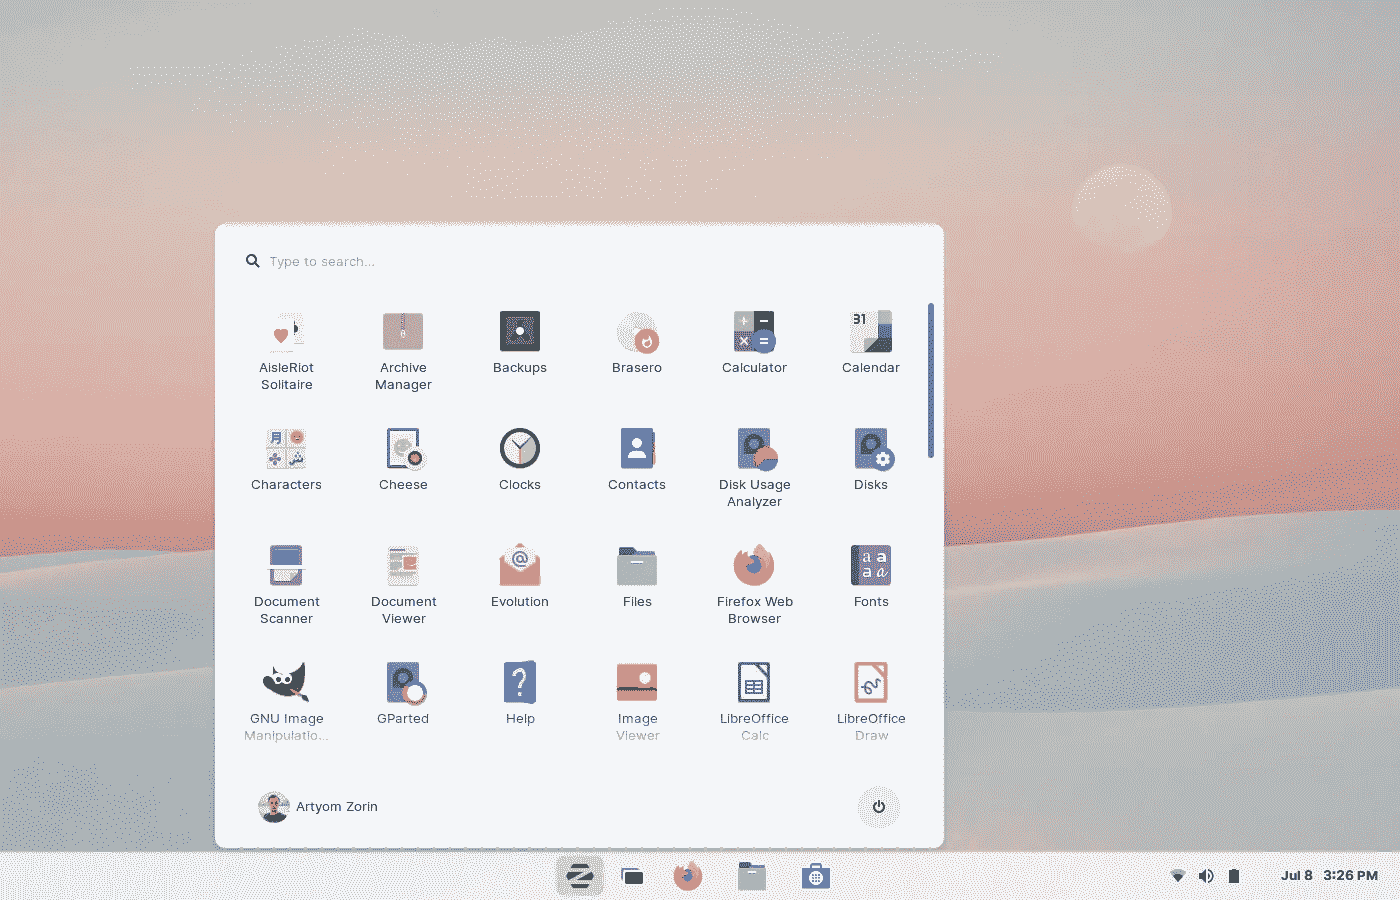 Type to search...
AisleRiot
Solitaire
Archive
Manager
Backups
Brasero
Calculator
31
Calendar
Characters
Cheese
Clocks
Contacts
Disk Usage
Analyzer
Disks
Document
Scanner
Document
Viewer
@
Evolution
Files
Firefox Web
Browser
a a
a a
Fonts
GNU Image
Manipulatio...
GParted
?
Help
Image
Viewer
LibreOffice
Calc
LibreOffice
Draw
Artyom Zorin
Jul 8 3:26 PM